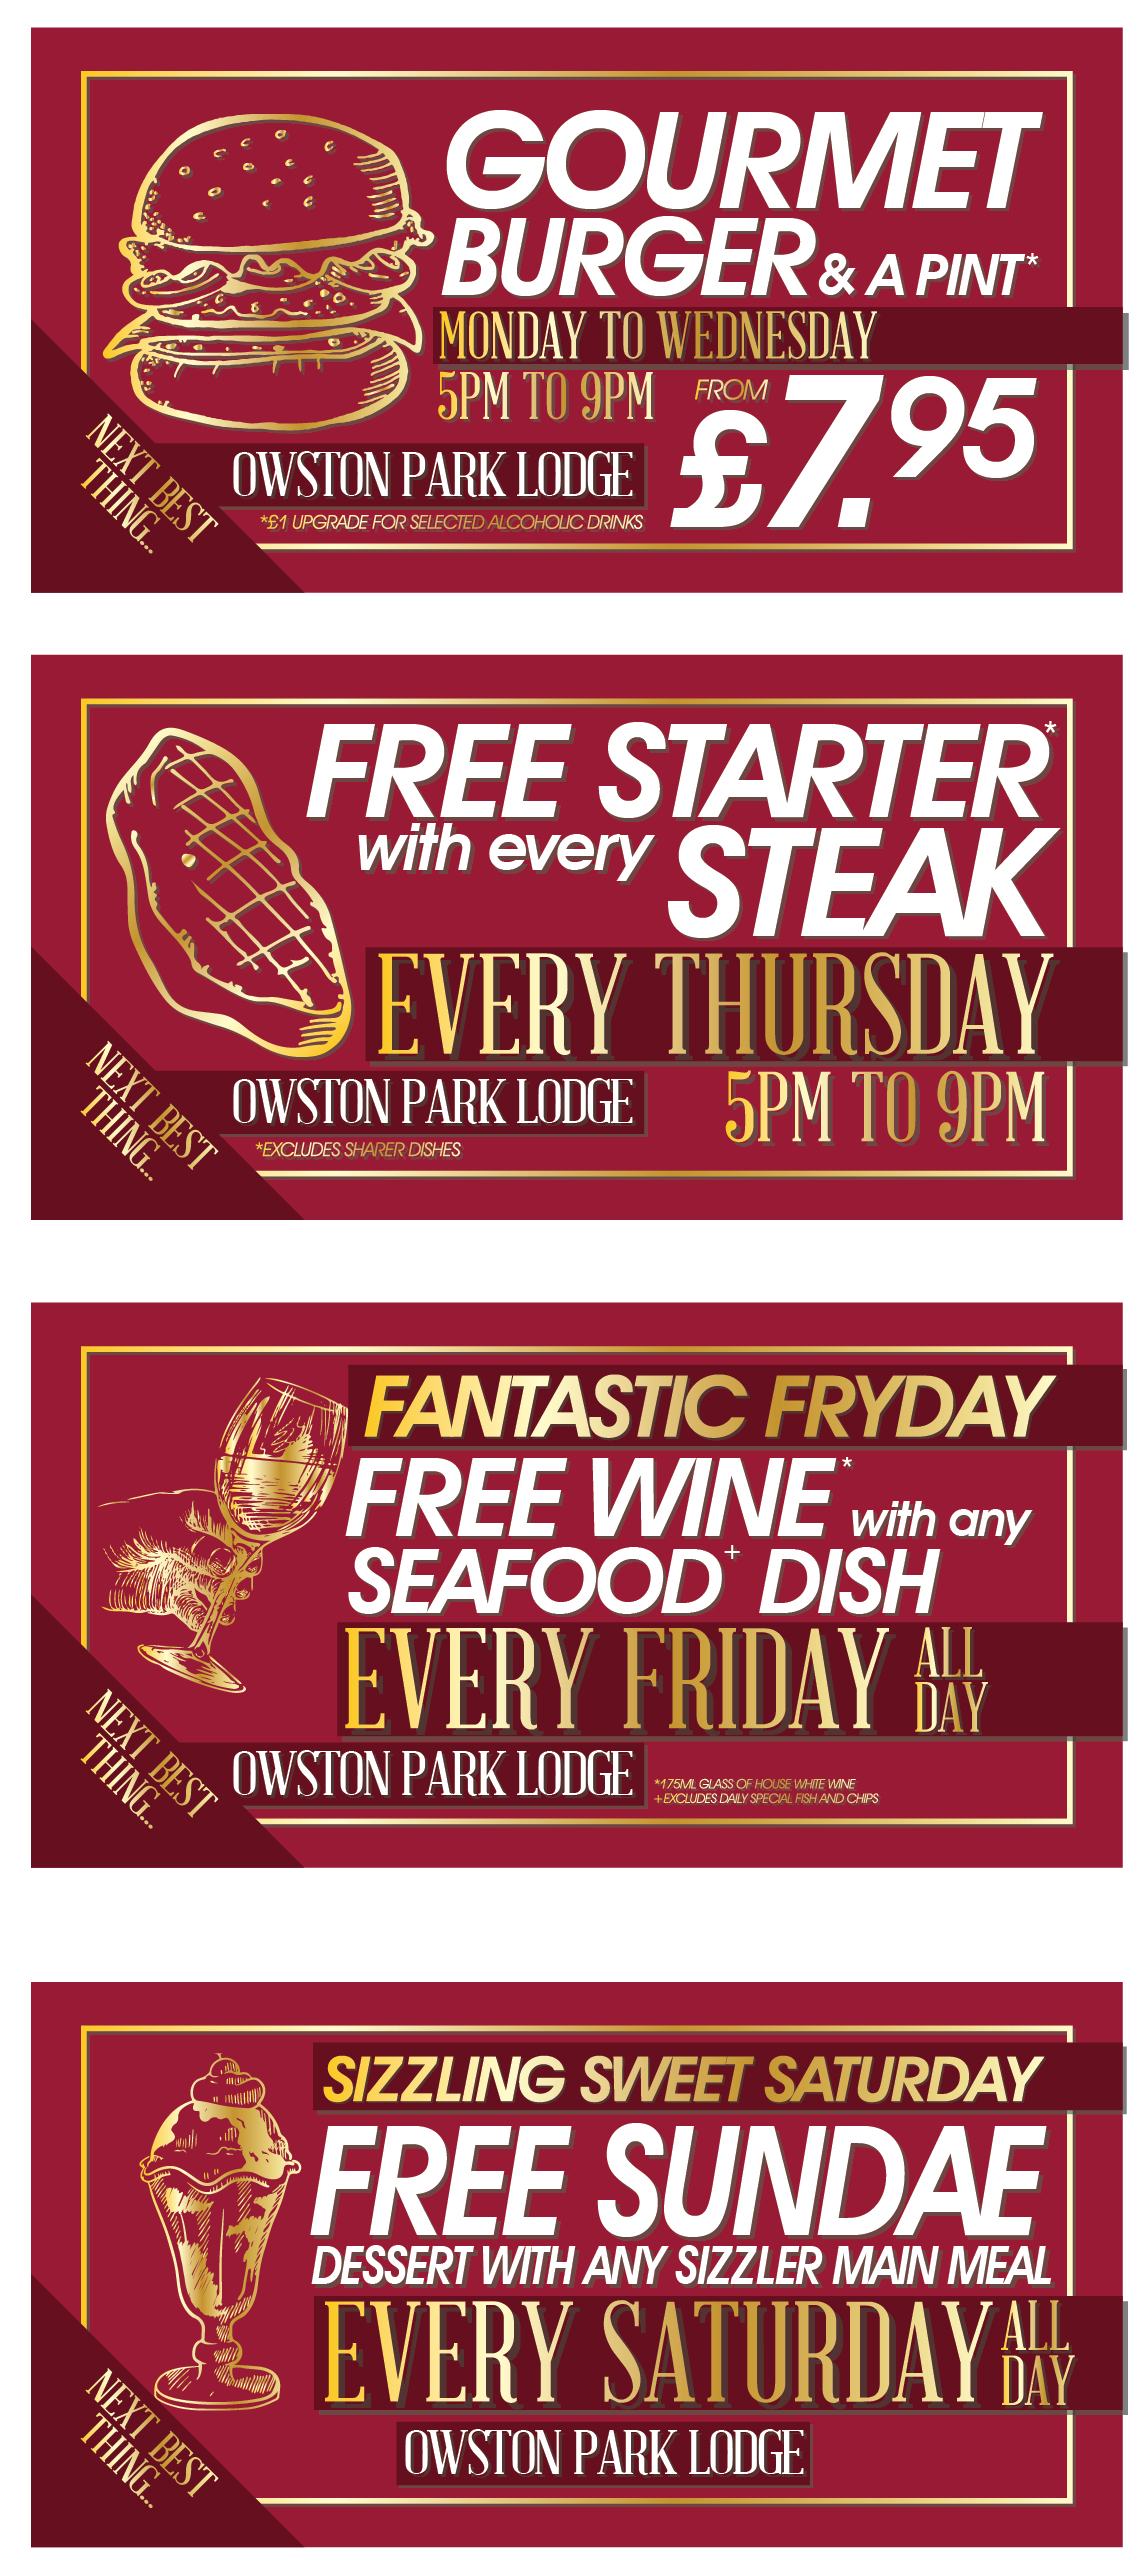 GOURMET
BURGER & A PINT*
MONDAY TO WEDNESDAY
5PM TO 9PM
FROM
£7.95
NEXT BEST
THING...
OWSTON PARK LODGE
*£1 UPGRADE FOR SELECTED ALCOHOLIC DRINKS
FREE STARTER*
with every STEAK
EVERY THURSDAY
5PM TO 9PM
NEXT BEST
THING...
OWSTON PARK LODGE
*EXCLUDES SHARER DISHES
FANTASTIC FRYDAY
FREE WINE* with any
SEAFOOD+ DISH
EVERY FRIDAY
ALL
DAY
NEXT BEST
THING...
OWSTON PARK LODGE
*175ML GLASS OF HOUSE WHITE WINE
+EXCLUDES DAILY SPECIAL FISH AND CHIPS
SIZZLING SWEET SATURDAY
FREE SUNDAE
DESSERT WITH ANY SIZZLER MAIN MEAL
EVERY SATURDAY
ALL
DAY
NEXT BEST
THING...
OWSTON PARK LODGE